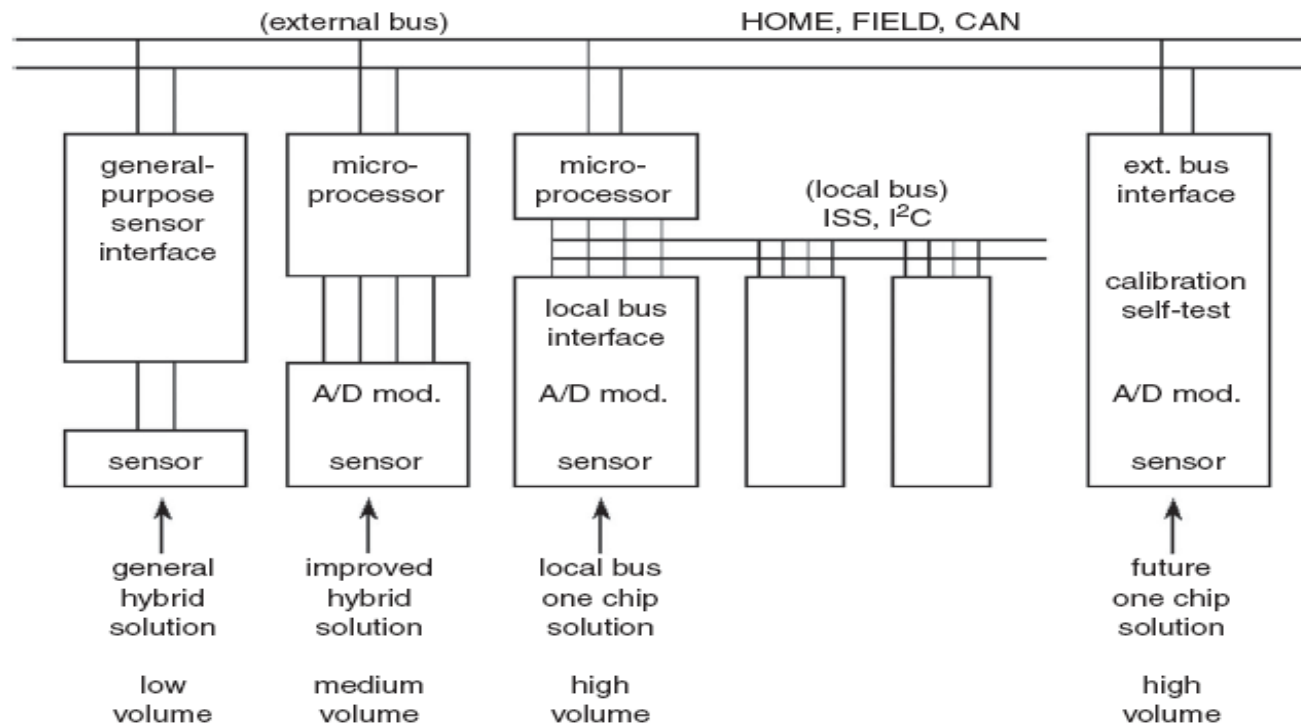 (external bus)
HOME, FIELD, CAN
general-
purpose
sensor
interface
sensor
micro-
processor
A/D mod.
sensor
micro-
processor
local bus
interface
A/D mod.
sensor
(local bus)
ISS, I²C
ext. bus
interface
calibration
self-test
A/D mod.
sensor
general
hybrid
solution
low
volume
improved
hybrid
solution
medium
volume
local bus
one chip
solution
high
volume
future
one chip
solution
high
volume